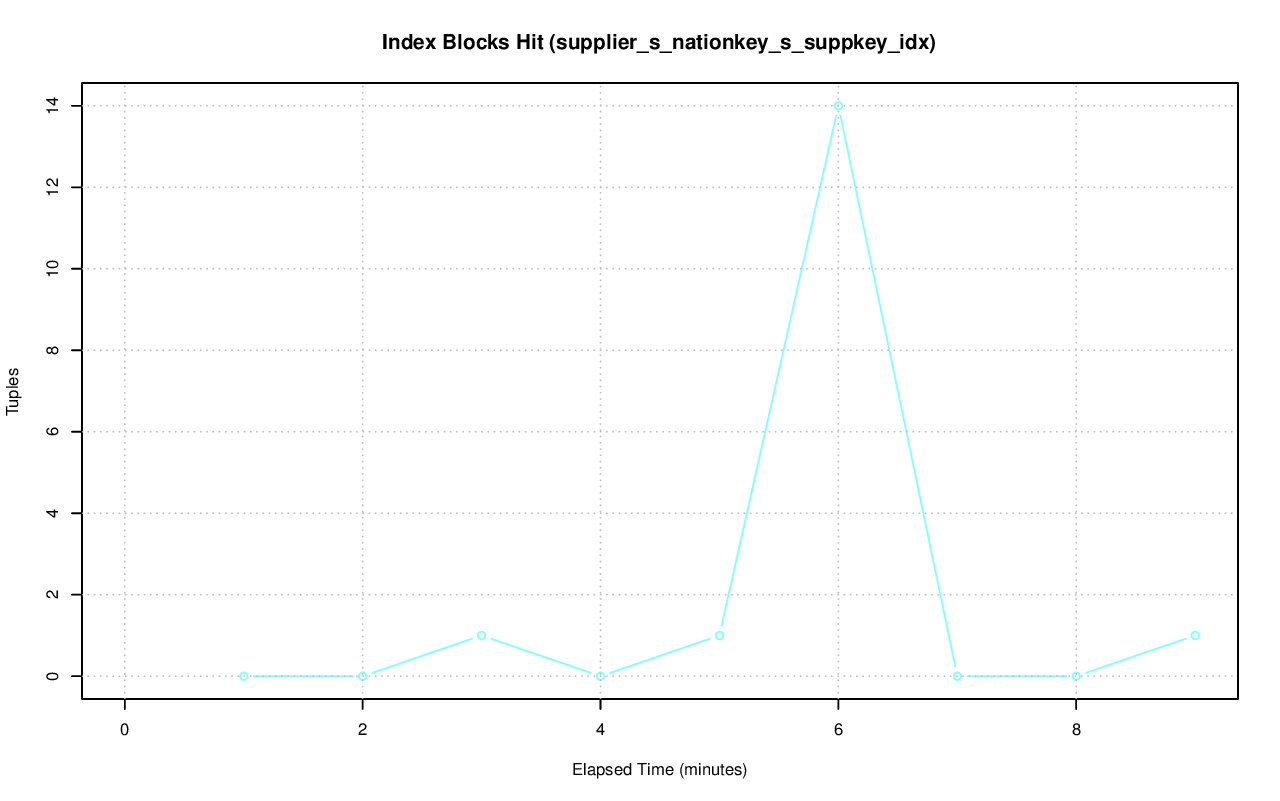 Index Blocks Hit (supplier_s_nationkey_s_suppkey_idx)
14
12
10
8
6
4
2
0
Tuples
0 2 4 6 8
Elapsed Time (minutes)